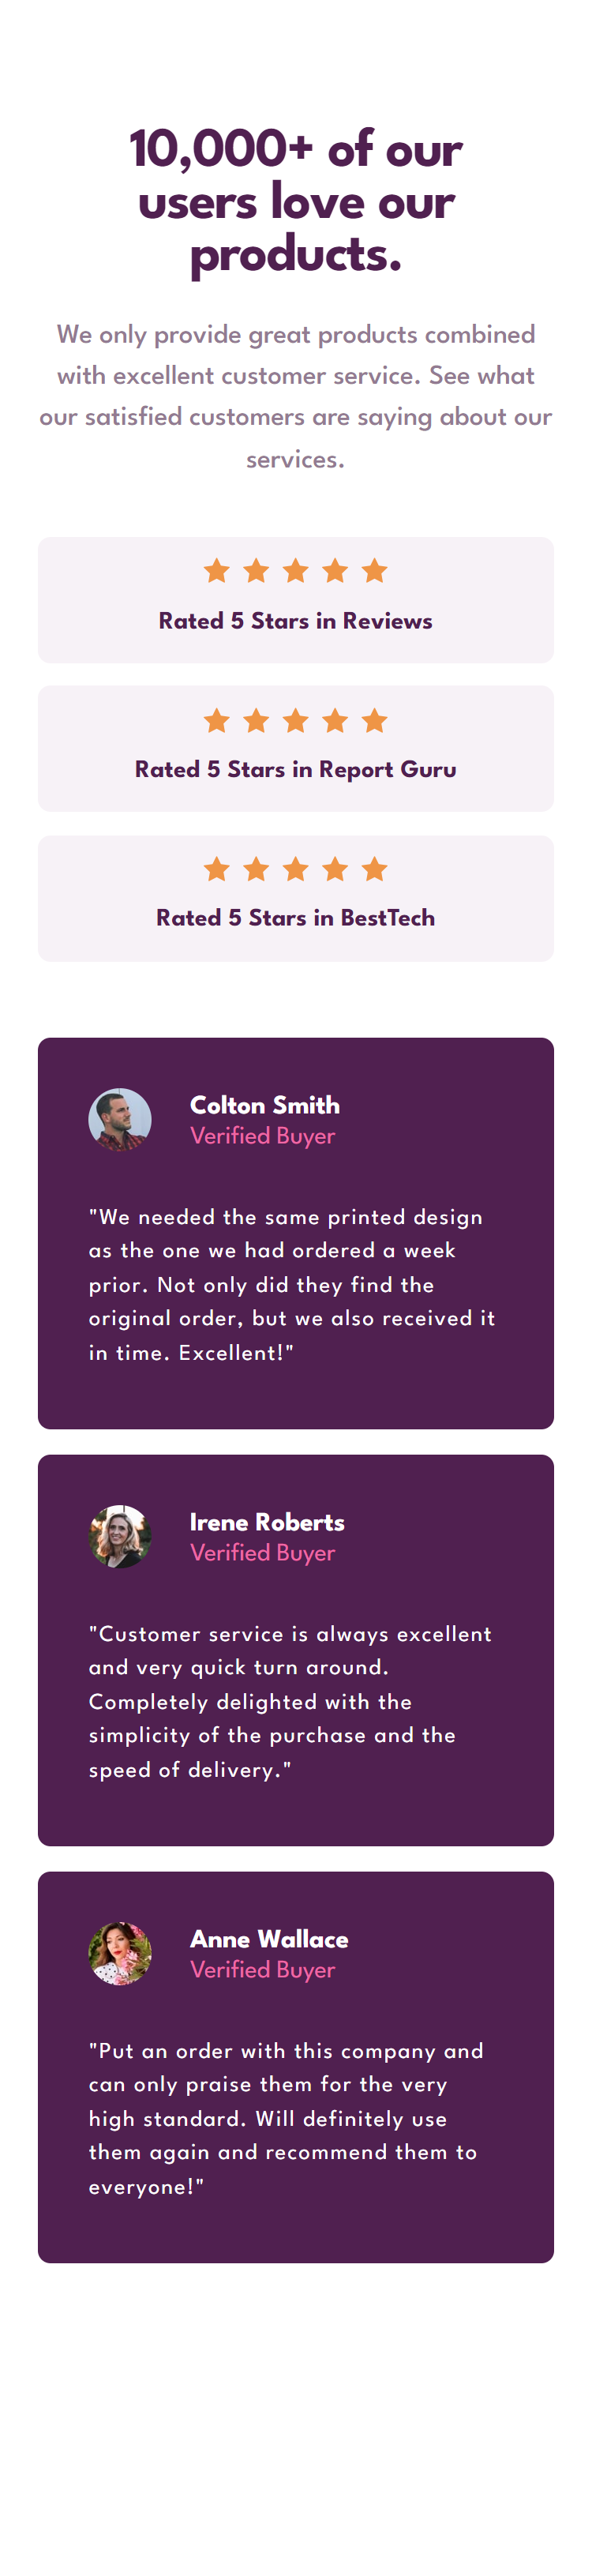 10,000+ of our
users love our
products.
We only provide great products combined
with excellent customer service. See what
our satisfied customers are saying about our
services.
Rated 5 Stars in Reviews
Rated 5 Stars in Report Guru
Rated 5 Stars in BestTech
Colton Smith
Verified Buyer
"We needed the same printed design
as the one we had ordered a week
prior. Not only did they find the
original order, but we also received it
in time. Excellent!"
Irene Roberts
Verified Buyer
"Customer service is always excellent
and very quick turn around.
Completely delighted with the
simplicity of the purchase and the
speed of delivery."
Anne Wallace
Verified Buyer
"Put an order with this company and
can only praise them for the very
high standard. Will definitely use
them again and recommend them to
everyone!"